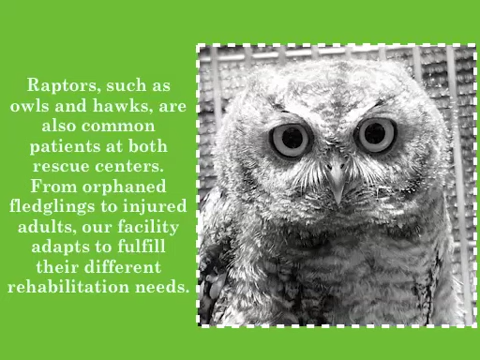 Raptors, such as
owls and hawks, are
also common
patients at both
rescue centers.
From orphaned
fledglings to injured
adults, our facility
adapts to fulfill
their different
rehabilitation needs.